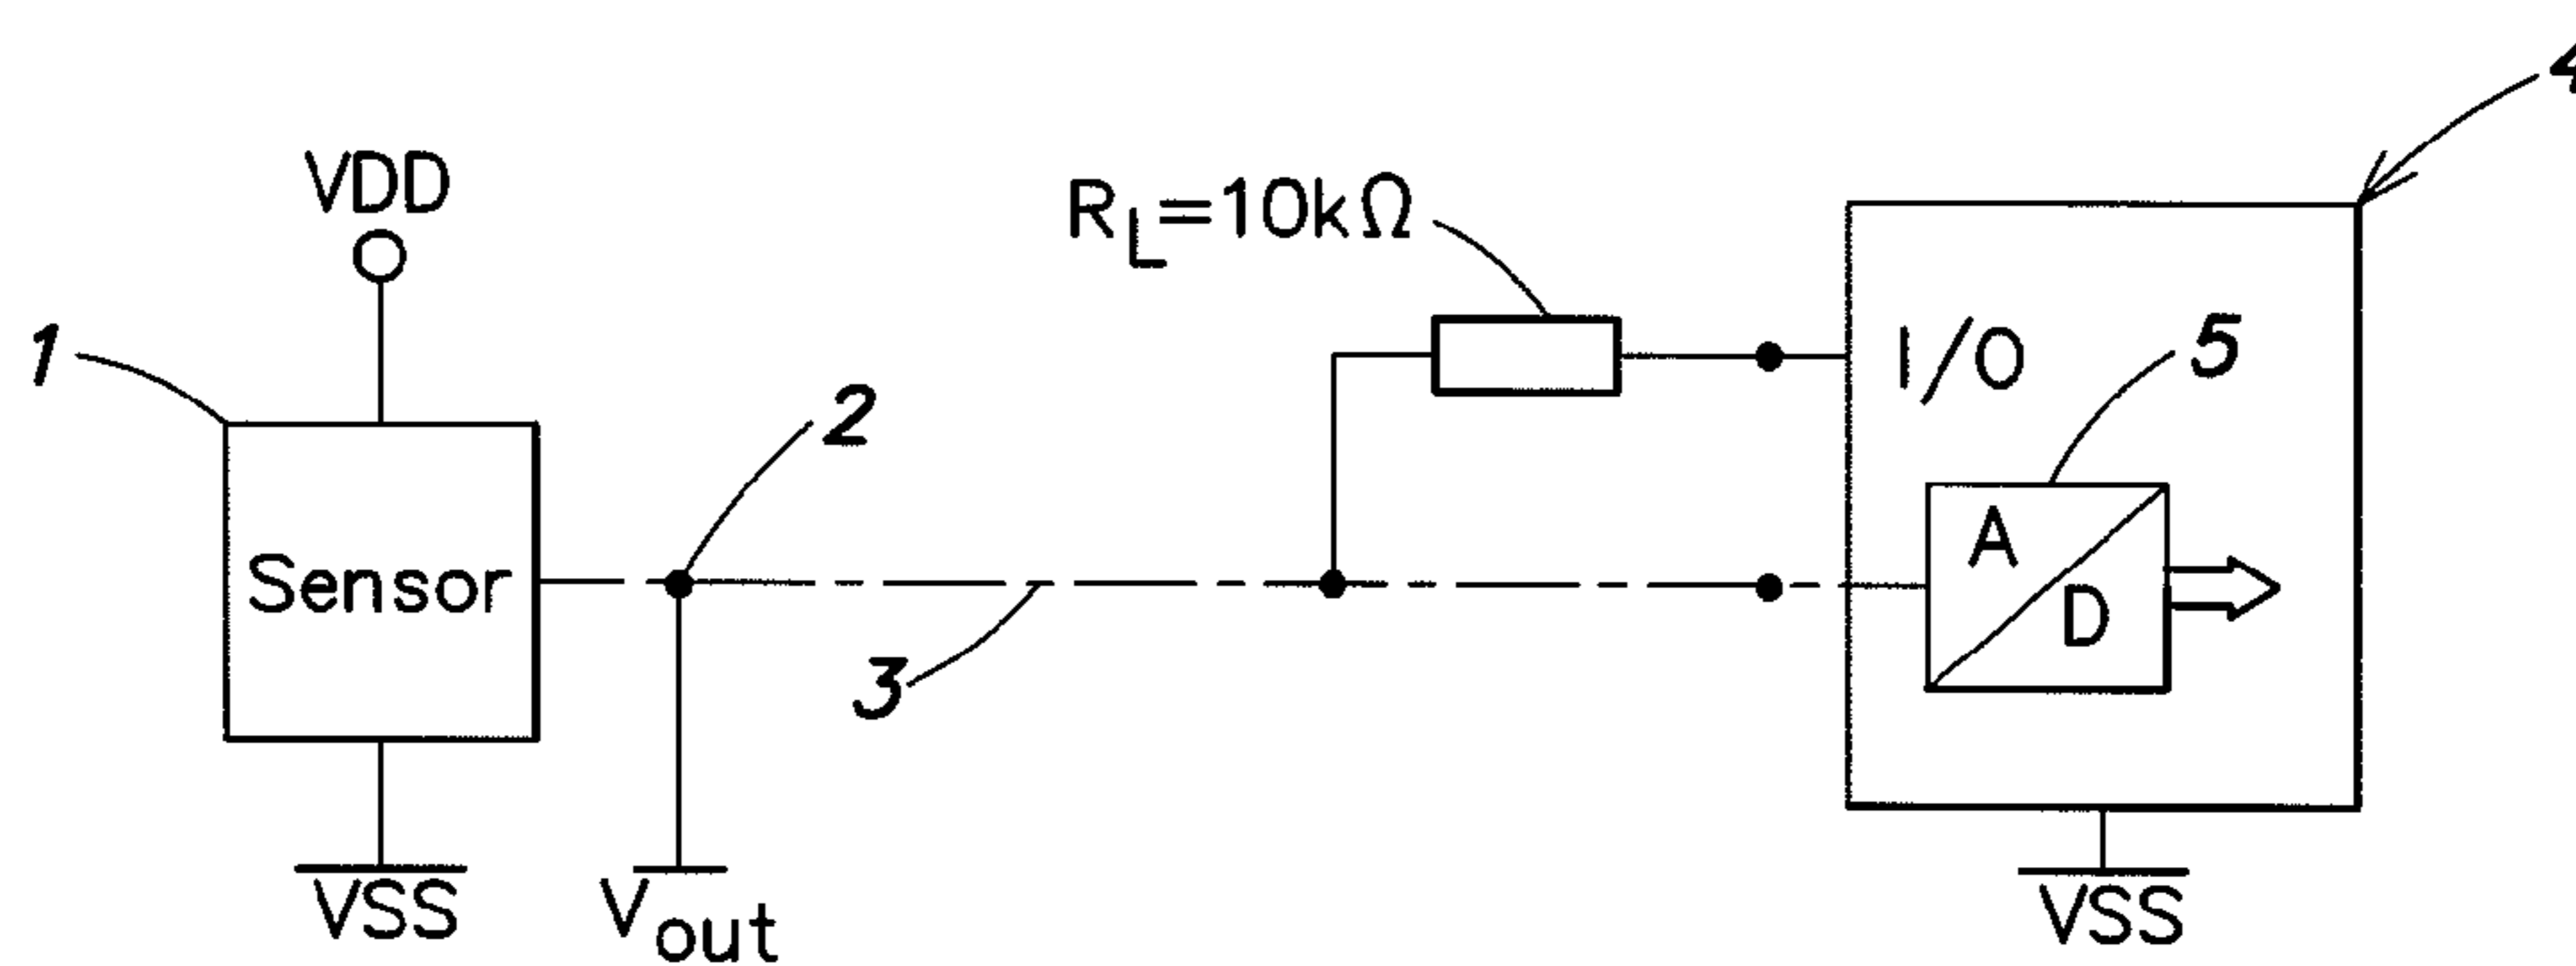 4
VDD
R_L=10kΩ
1
I/O
5
2
A
Sensor
D
3
VSS
V_out
VSS